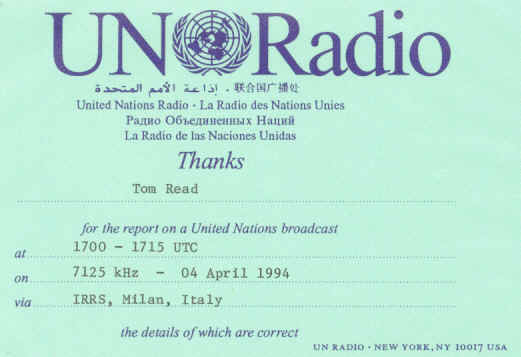 UN Radio
إذاعة الأمم المتحدة . 联合国广播处
United Nations Radio · La Radio des Nations Unies
Радио Объединенных Наций
La Radio de las Naciones Unidas
Thanks
Tom Read
for the report on a United Nations broadcast
at 1700 - 1715 UTC
on 7125 kHz - 04 April 1994
via IRRS, Milan, Italy
the details of which are correct
UN RADIO · NEW YORK, NY 10017 USA